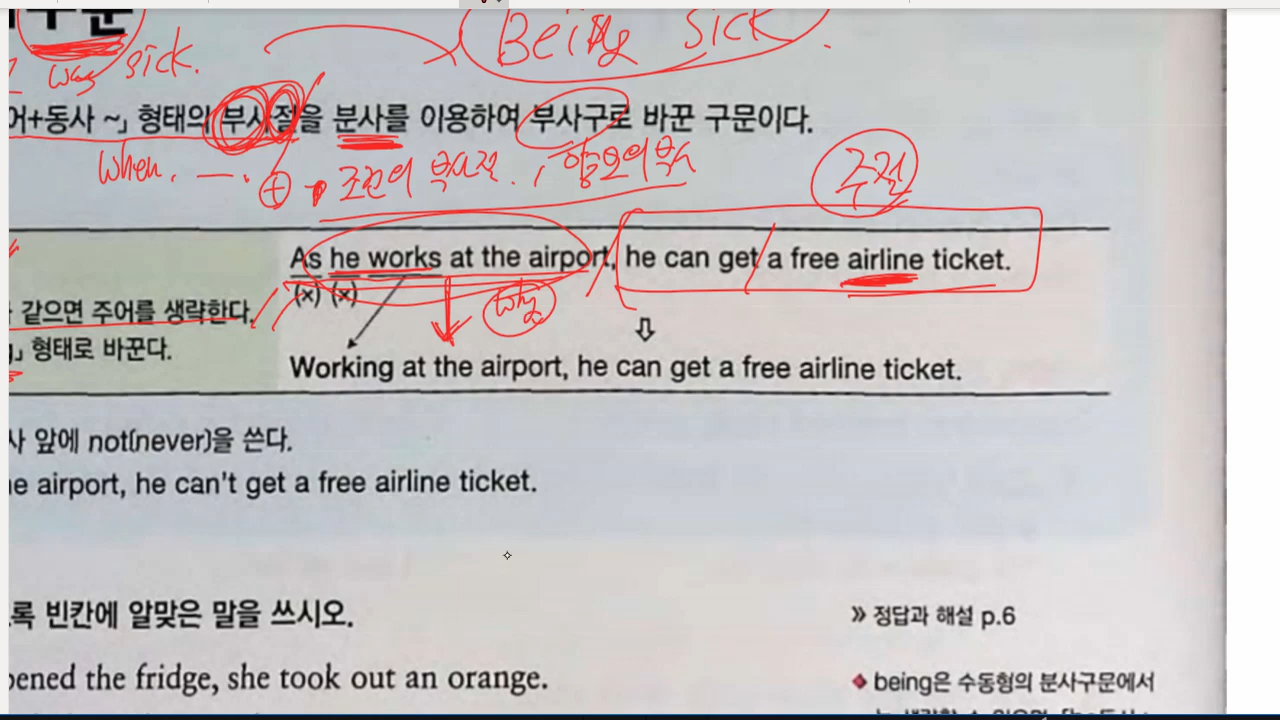 구문
was sick.
Being sick
어+동사 ~」 형태의 부사절을 분사를 이용하여 부사구로 바꾼 구문이다.
when.
조건의 부사절.
주절
As he works at the airport, he can get a free airline ticket.
(x) (x)
why
같으면 주어를 생략한다.
」 형태로 바꾼다.
Working at the airport, he can get a free airline ticket.
사 앞에 not(never)을 쓴다.
e airport, he can't get a free airline ticket.
록 빈칸에 알맞은 말을 쓰시오.
» 정답과 해설 p.6
ened the fridge, she took out an orange.
being은 수동형의 분사구문에서